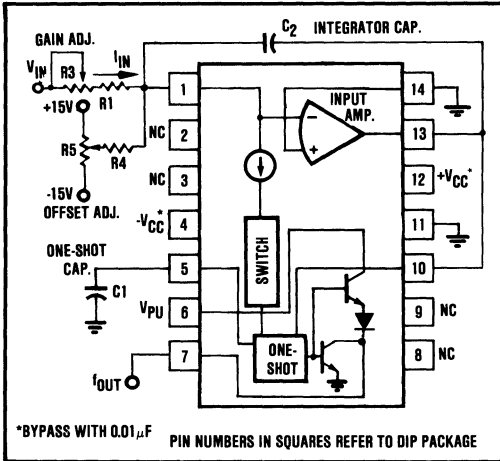 C2 INTEGRATOR CAP.
GAIN ADJ.
VIN
R3
IIN
R1
+15V
R5
R4
-15V
OFFSET ADJ.
NC
NC
-VCC*
ONE-SHOT
CAP.
C1
VPU
fOUT
1
2
3
4
5
6
7
INPUT
AMP.
-
+
SWITCH
ONE-
SHOT
14
13
12
+VCC*
11
10
9
NC
8
NC
*BYPASS WITH 0.01µF
PIN NUMBERS IN SQUARES REFER TO DIP PACKAGE